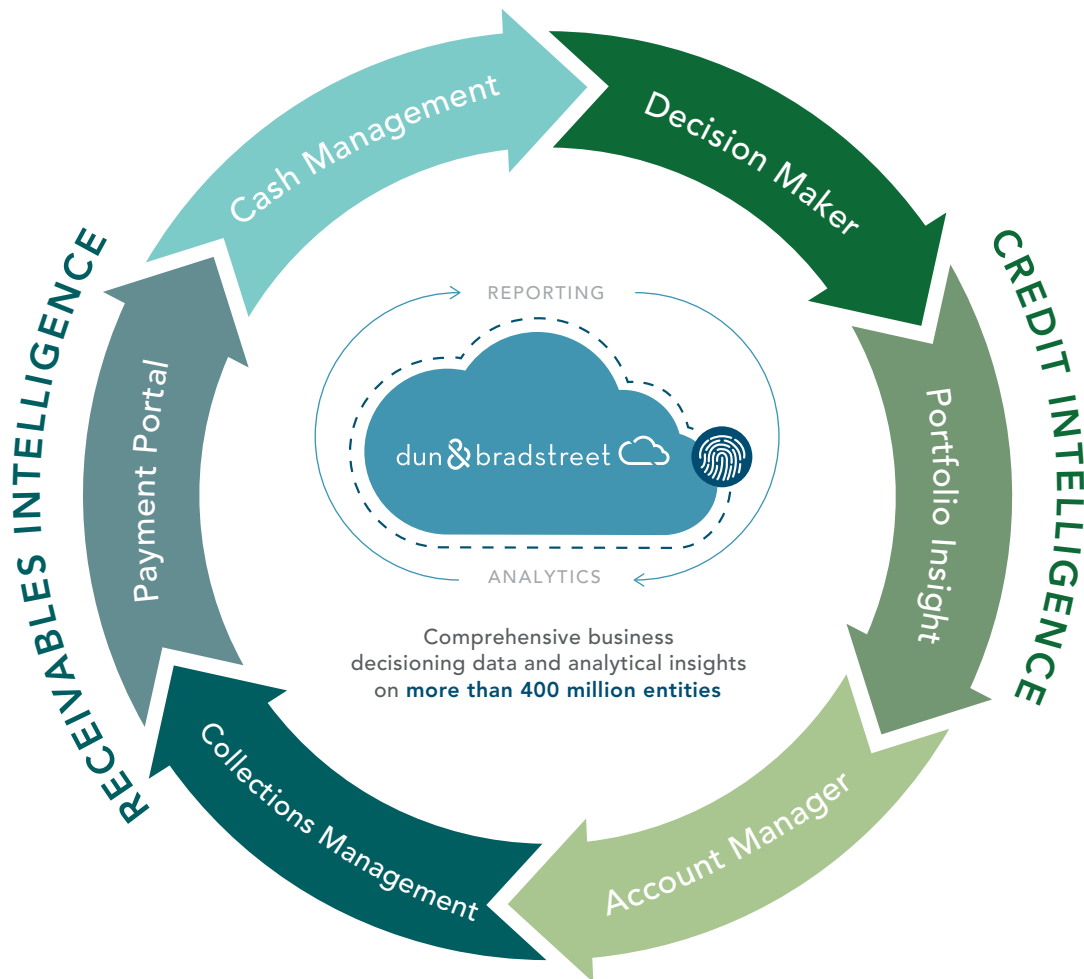 Cash Management
Decision Maker
RECEIVABLES INTELLIGENCE
CREDIT INTELLIGENCE
REPORTING
Payment Portal
Portfolio Insight
dun & bradstreet
ANALYTICS
Comprehensive business
decisioning data and analytical insights
on more than 400 million entities
Collections Management
Account Manager